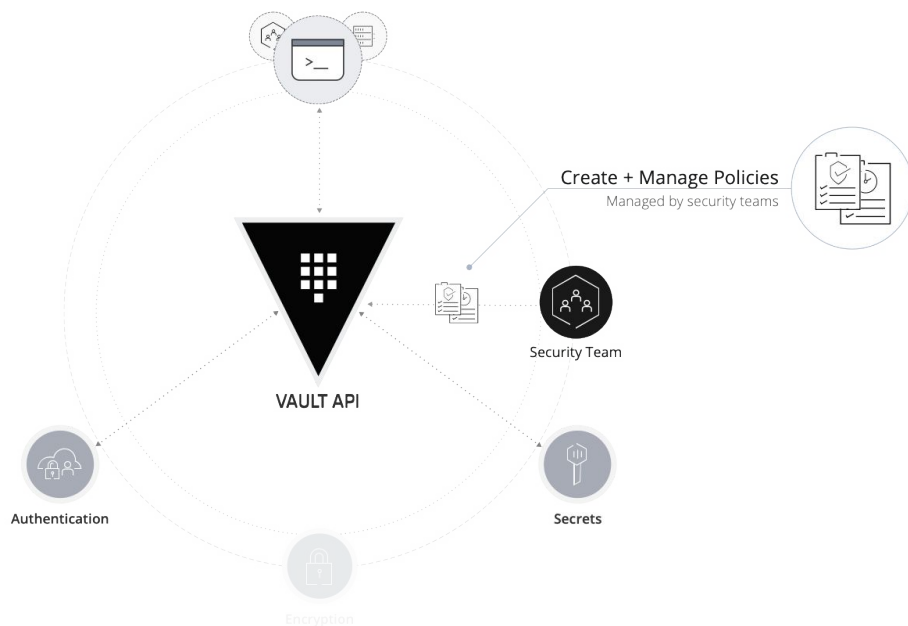 >_
Create + Manage Policies
Managed by security teams
Security Team
VAULT API
Authentication
Secrets
Encryption